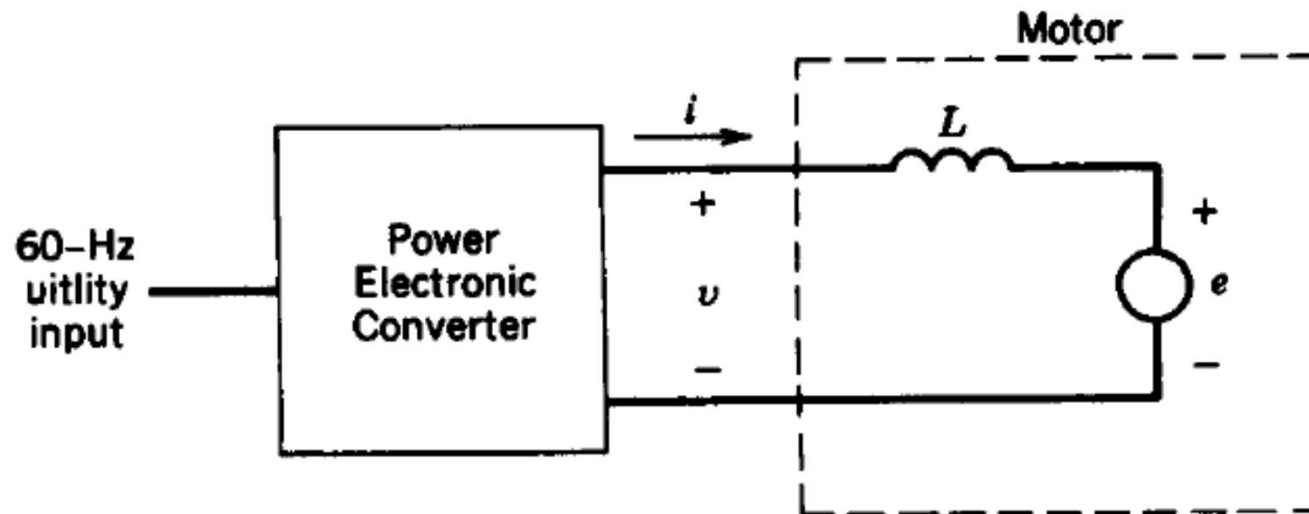 Motor
i
L
60-Hz
uitlity
input
Power
Electronic
Converter
+
υ
−
+
e
−